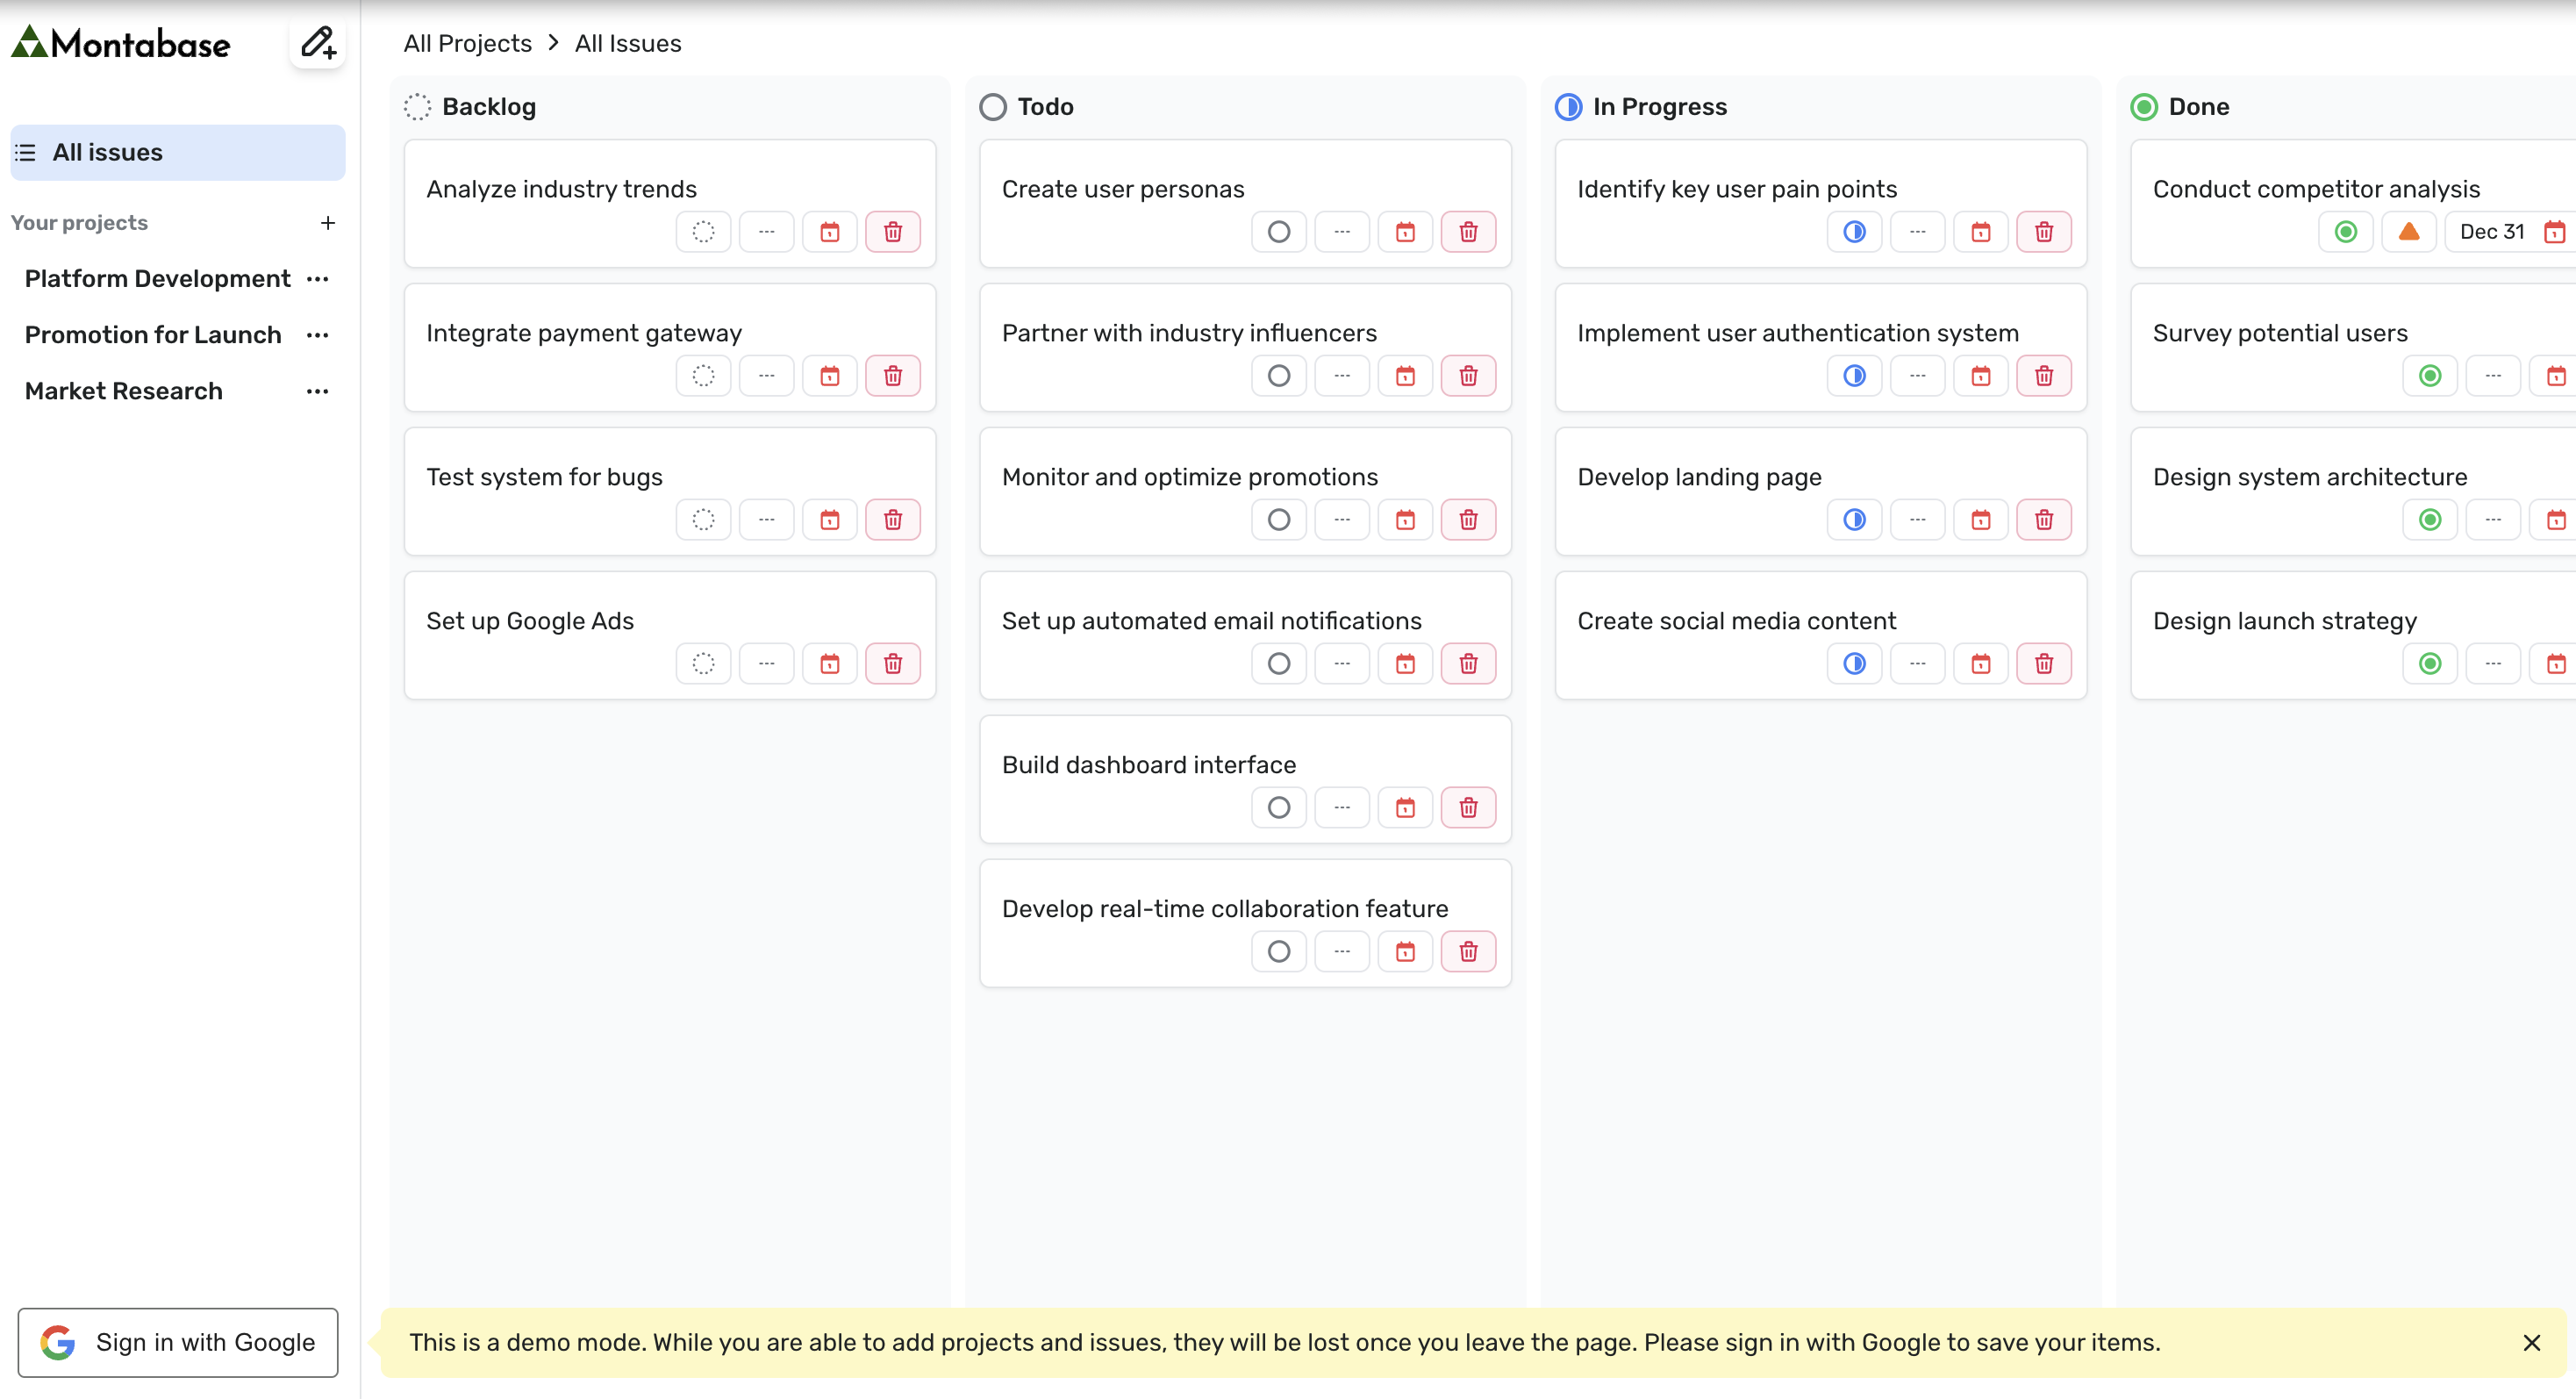 Montabase
All Projects > All Issues
All issues
Your projects +
Platform Development ...
Promotion for Launch ...
Market Research ...
Backlog
Analyze industry trends
---
Integrate payment gateway
---
Test system for bugs
---
Set up Google Ads
---
Todo
Create user personas
---
Partner with industry influencers
---
Monitor and optimize promotions
---
Set up automated email notifications
---
Build dashboard interface
---
Develop real-time collaboration feature
---
In Progress
Identify key user pain points
---
Implement user authentication system
---
Develop landing page
---
Create social media content
---
Done
Conduct competitor analysis
Dec 31
Survey potential users
---
Design system architecture
---
Design launch strategy
---
Sign in with Google
This is a demo mode. While you are able to add projects and issues, they will be lost once you leave the page. Please sign in with Google to save your items.